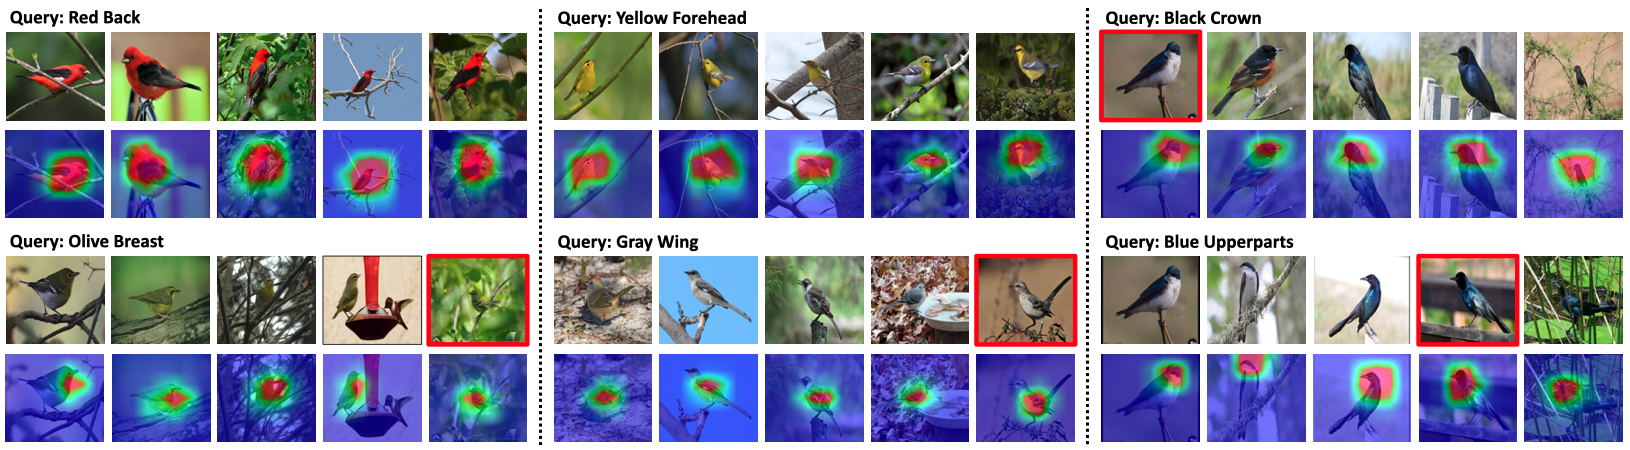 Query: Red Back
Query: Yellow Forehead
Query: Black Crown
Query: Olive Breast
Query: Gray Wing
Query: Blue Upperparts